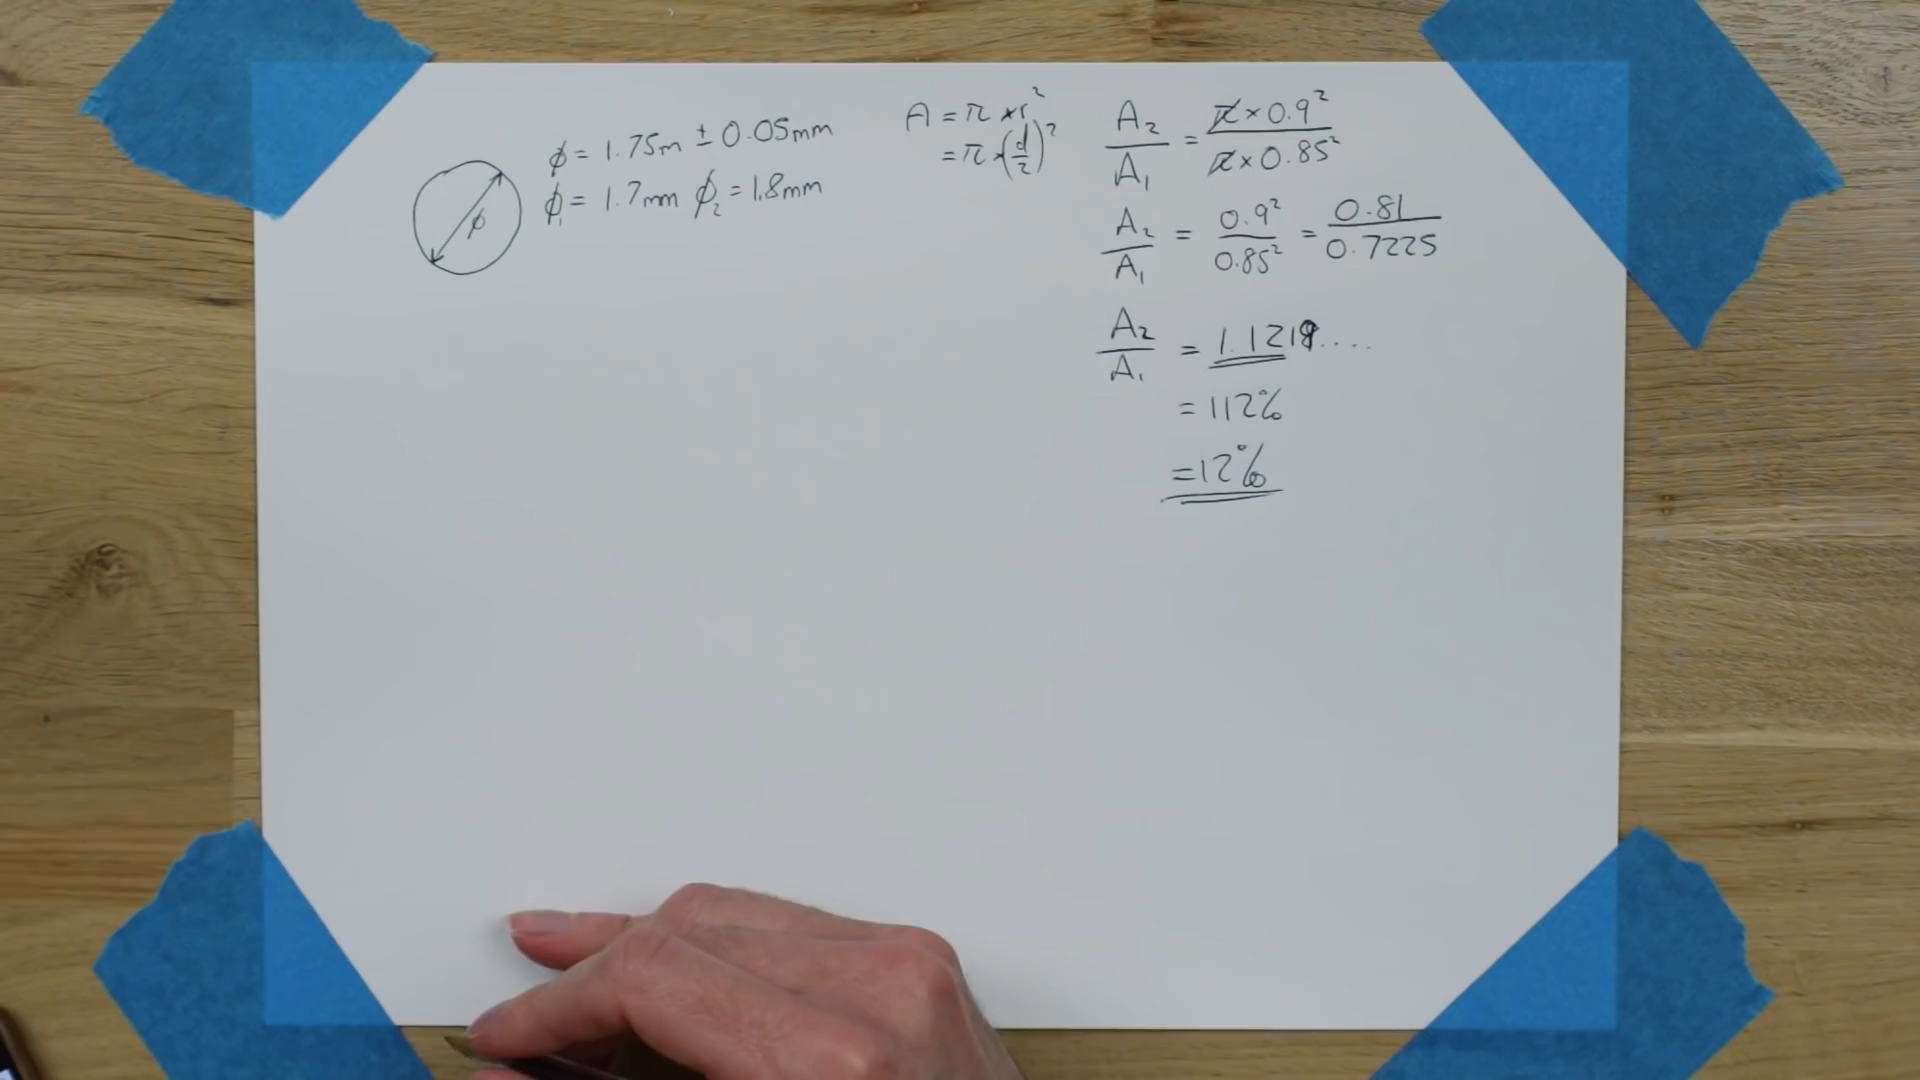 φ = 1.75m ± 0.05mm
φ₁ = 1.7mm φ₂ = 1.8mm
φ
A = π × r²
= π × (d/2)²
A₂/A₁ = π × 0.9² / π × 0.85²
A₂/A₁ = 0.9²/0.85² = 0.81/0.7225
A₂/A₁ = 1.1219....
= 112%
= 12%